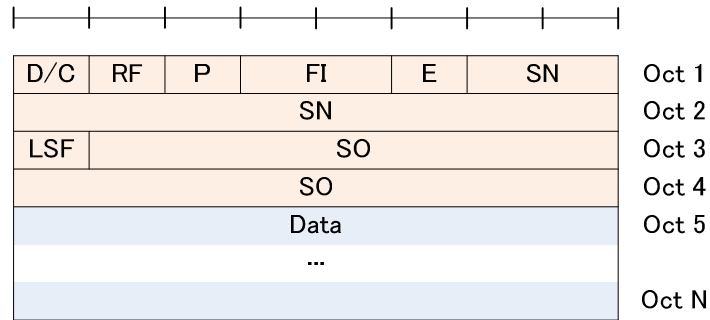 D/C RF P FI E SN Oct 1
SN Oct 2
LSF SO Oct 3
SO Oct 4
Data Oct 5
...
Oct N